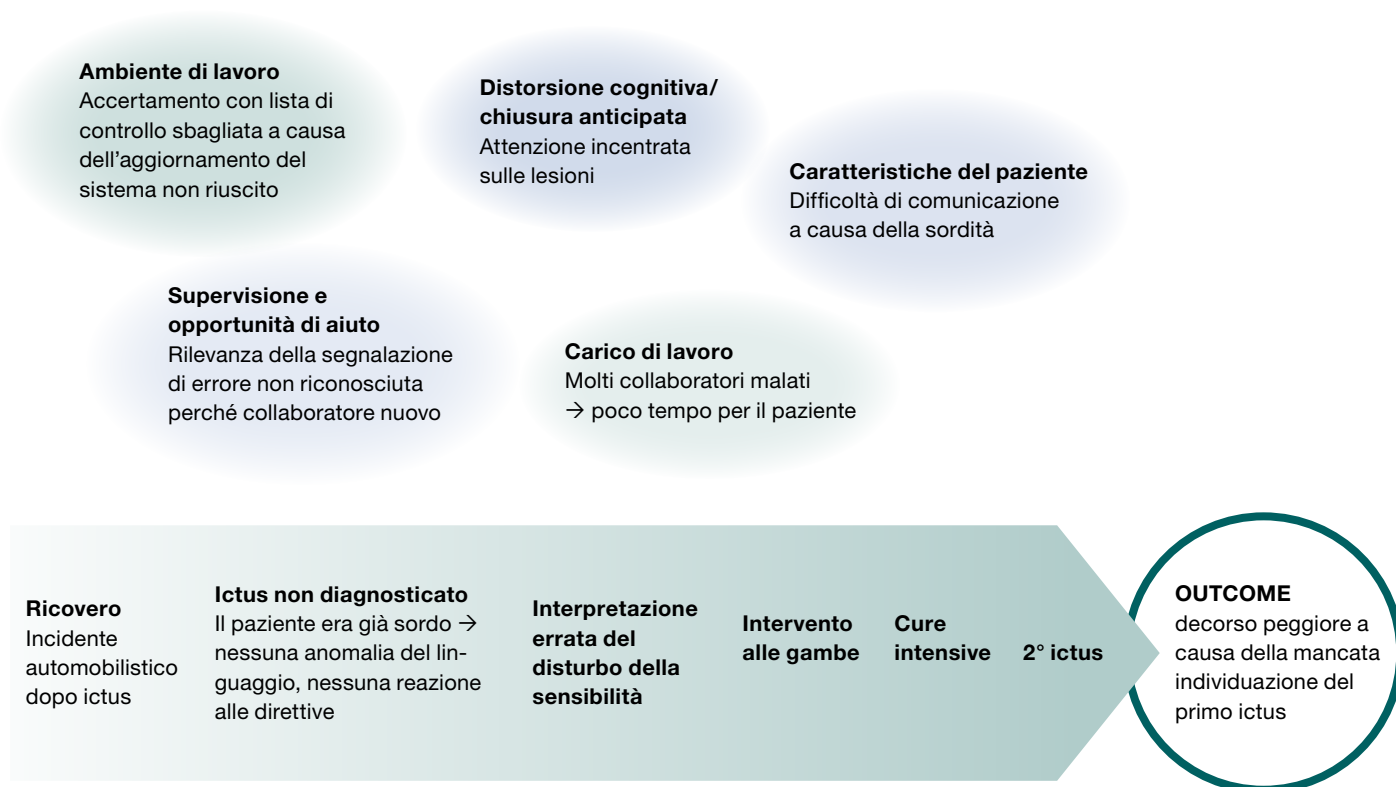 Ambiente di lavoro
Accertamento con lista di
controllo sbagliata a causa
dell'aggiornamento del
sistema non riuscito
Distorsione cognitiva/
chiusura anticipata
Attenzione incentrata
sulle lesioni
Caratteristiche del paziente
Difficoltà di comunicazione
a causa della sordità
Supervisione e
opportunità di aiuto
Rilevanza della segnalazione
di errore non riconosciuta
perché collaboratore nuovo
Carico di lavoro
Molti collaboratori malati
→ poco tempo per il paziente
Ricovero
Incidente
automobilistico
dopo ictus
Ictus non diagnosticato
Il paziente era già sordo →
nessuna anomalia del lin-
guaggio, nessuna reazione
alle direttive
Interpretazione
errata del
disturbo della
sensibilità
Intervento
alle gambe
Cure
intensive
2° ictus
OUTCOME
decorso peggiore a
causa della mancata
individuazione del
primo ictus